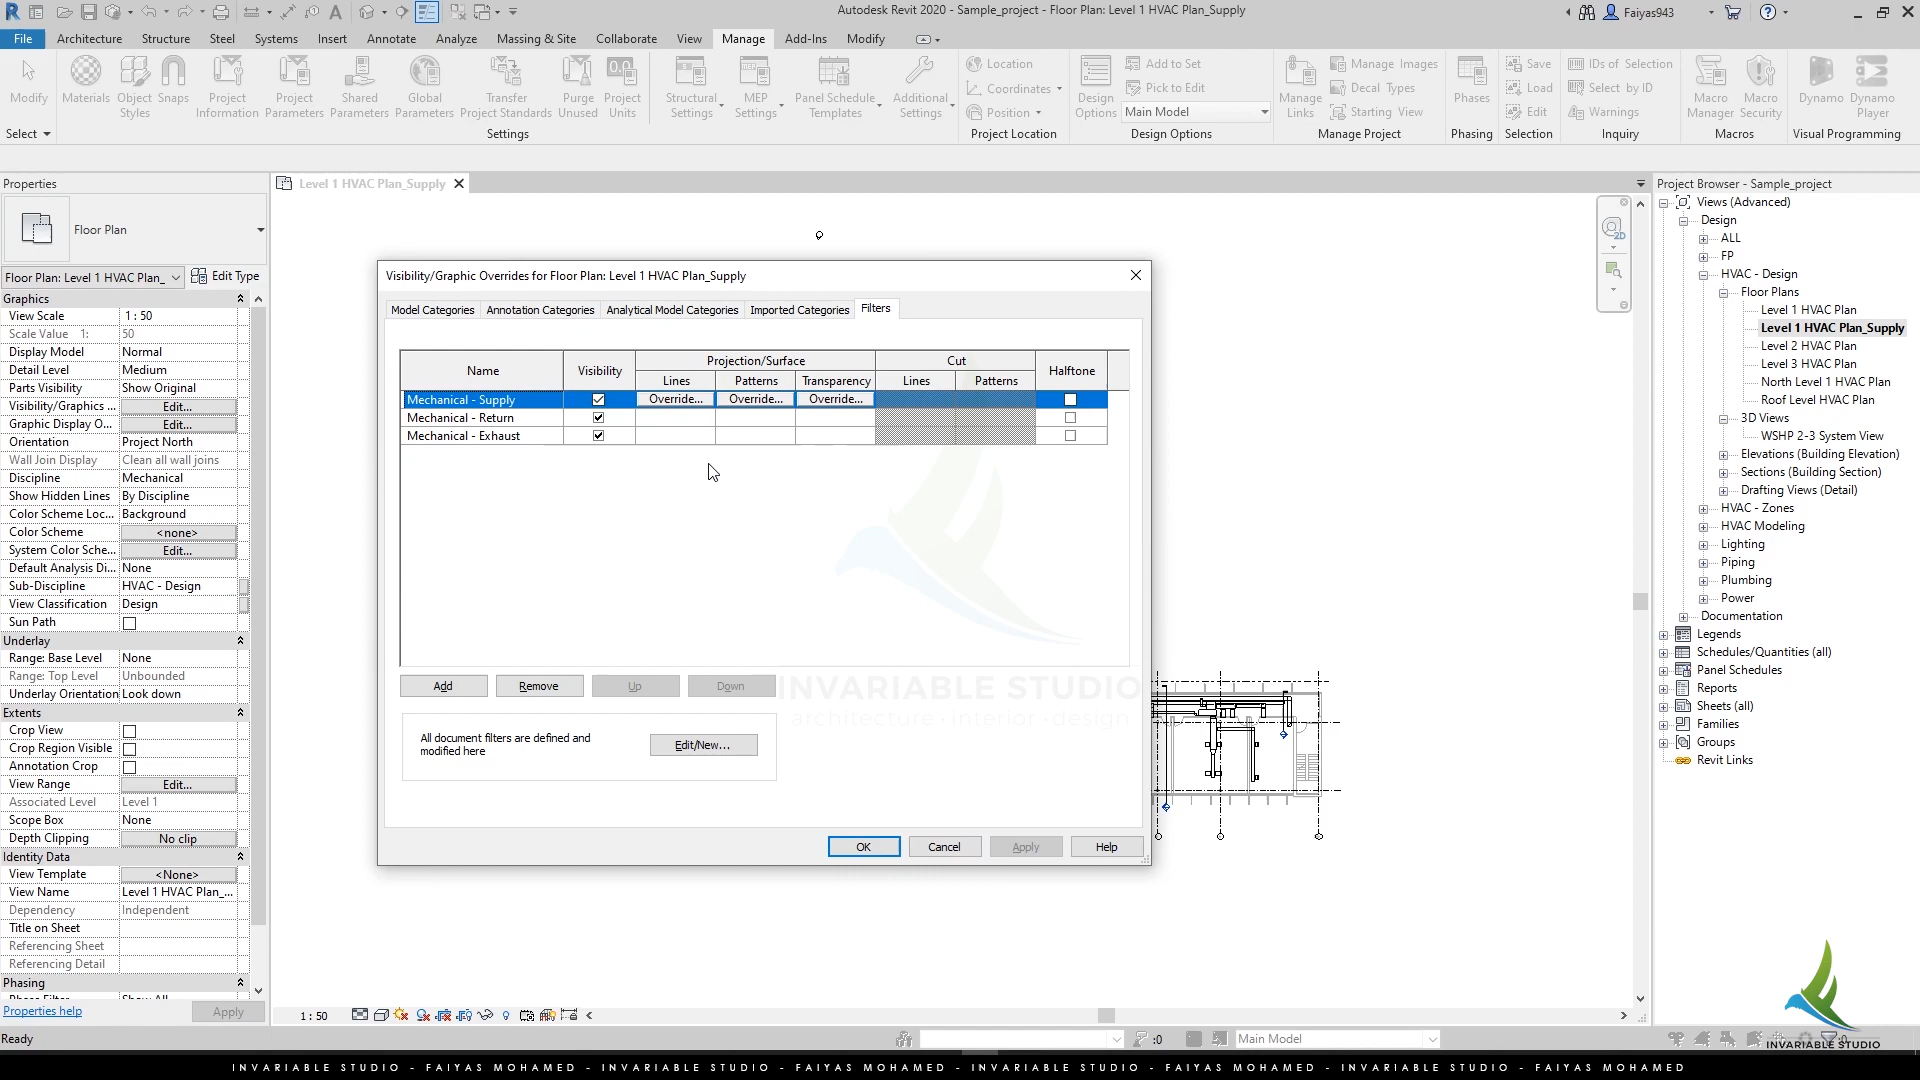 Autodesk Revit 2020 - Sample_project - Floor Plan: Level 1 HVAC Plan_Supply
Faiyas943
File Architecture Structure Steel Systems Insert Annotate Analyze Massing & Site Collaborate View Manage Add-Ins Modify
Modify
Materials
Object Styles
Snaps
Project Information
Project Parameters
Shared Parameters
Global Parameters
Transfer Project Standards
Purge Unused
Project Units
Structural Settings
MEP Settings
Panel Schedule Templates
Additional Settings
Location
Coordinates
Position
Design Options
Add to Set
Pick to Edit
Main Model
Manage Links
Manage Images
Decal Types
Starting View
Phases
Save
Load
Edit
IDs of Selection
Select by ID
Warnings
Macro Manager
Macro Security
Dynamo
Dynamo Player
Select Settings Project Location Design Options Manage Project Phasing Selection Inquiry Macros Visual Programming
Properties
Floor Plan
Floor Plan: Level 1 HVAC Plan_ Edit Type
Graphics
View Scale 1 : 50
Scale Value 1: 50
Display Model Normal
Detail Level Medium
Parts Visibility Show Original
Visibility/Graphics ... Edit...
Graphic Display O... Edit...
Orientation Project North
Wall Join Display Clean all wall joins
Discipline Mechanical
Show Hidden Lines By Discipline
Color Scheme Loc... Background
Color Scheme <none>
System Color Sche... Edit...
Default Analysis Di... None
Sub-Discipline HVAC - Design
View Classification Design
Sun Path
Underlay
Range: Base Level None
Range: Top Level Unbounded
Underlay Orientation Look down
Extents
Crop View
Crop Region Visible
Annotation Crop
View Range Edit...
Associated Level Level 1
Scope Box None
Depth Clipping No clip
Identity Data
View Template <None>
View Name Level 1 HVAC Plan_...
Dependency Independent
Title on Sheet
Referencing Sheet
Referencing Detail
Phasing
Phase Filter Show All
Properties help Apply
Level 1 HVAC Plan_Supply
2D
Visibility/Graphic Overrides for Floor Plan: Level 1 HVAC Plan_Supply
Model Categories Annotation Categories Analytical Model Categories Imported Categories Filters
Name Visibility Projection/Surface Cut Halftone
Lines Patterns Transparency Lines Patterns
Mechanical - Supply Override... Override... Override...
Mechanical - Return
Mechanical - Exhaust
Add Remove Up Down
All document filters are defined and
modified here
Edit/New...
OK Cancel Apply Help
INVARIABLE STUDIO
architecture · interior · design
Project Browser - Sample_project
Views (Advanced)
Design
ALL
FP
HVAC - Design
Floor Plans
Level 1 HVAC Plan
Level 1 HVAC Plan_Supply
Level 2 HVAC Plan
Level 3 HVAC Plan
North Level 1 HVAC Plan
Roof Level HVAC Plan
3D Views
WSHP 2-3 System View
Elevations (Building Elevation)
Sections (Building Section)
Drafting Views (Detail)
HVAC - Zones
HVAC Modeling
Lighting
Piping
Plumbing
Power
Documentation
Legends
Schedules/Quantities (all)
Panel Schedules
Reports
Sheets (all)
Families
Groups
Revit Links
1 : 50
Ready
:0
Main Model
:0
INVARIABLE STUDIO
INVARIABLE STUDIO - FAIYAS MOHAMED - INVARIABLE STUDIO - FAIYAS MOHAMED - INVARIABLE STUDIO - FAIYAS MOHAMED - INVARIABLE STUDIO - FAIYAS MOHAMED